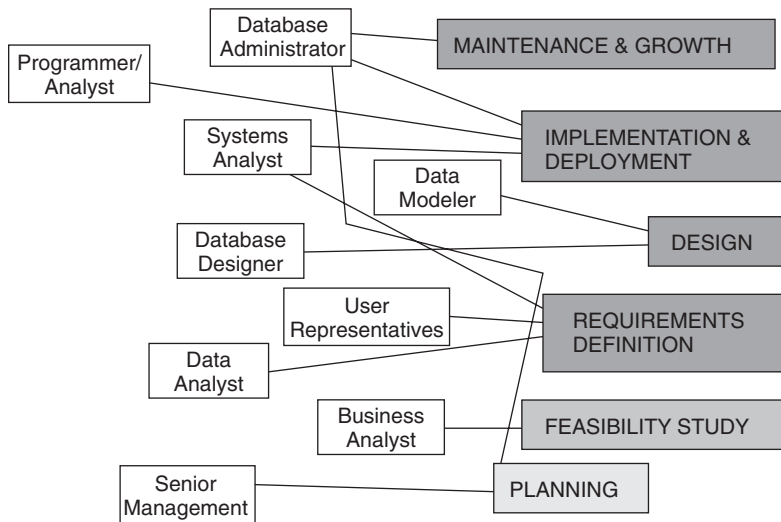 Database
Administrator
MAINTENANCE & GROWTH
Programmer/
Analyst
Systems
Analyst
IMPLEMENTATION &
DEPLOYMENT
Data
Modeler
Database
Designer
DESIGN
User
Representatives
REQUIREMENTS
DEFINITION
Data
Analyst
Business
Analyst
FEASIBILITY STUDY
Senior
Management
PLANNING